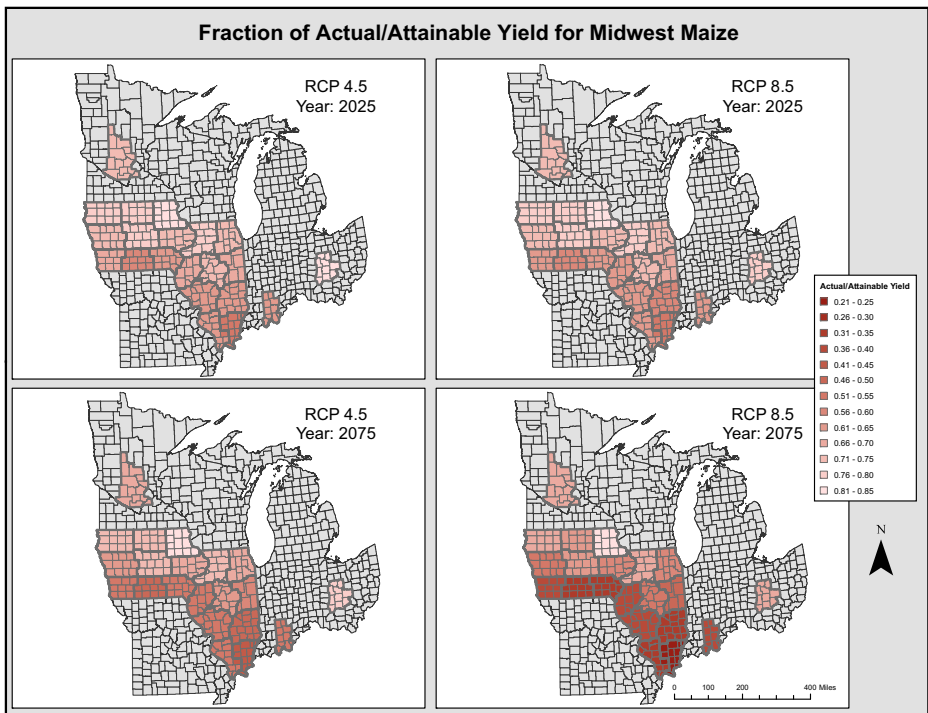 Fraction of Actual/Attainable Yield for Midwest Maize
RCP 4.5
Year: 2025
RCP 8.5
Year: 2025
Actual/Attainable Yield
0.21 - 0.25
0.26 - 0.30
0.31 - 0.35
0.36 - 0.40
0.41 - 0.45
0.46 - 0.50
0.51 - 0.55
0.56 - 0.60
0.61 - 0.65
0.66 - 0.70
0.71 - 0.75
0.76 - 0.80
0.81 - 0.85
RCP 4.5
Year: 2075
RCP 8.5
Year: 2075
N
0 100 200 400 Miles